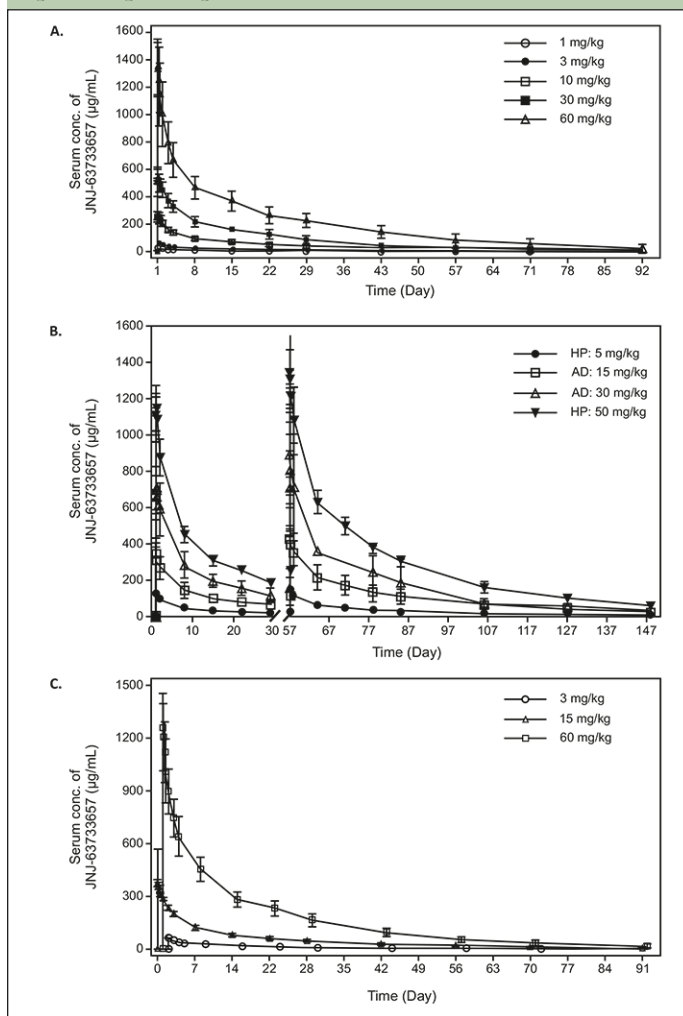 A.
Serum conc. of
JNJ-63733657 (µg/mL)
1600
1400
1200
1000
800
600
400
200
0
1 mg/kg
3 mg/kg
10 mg/kg
30 mg/kg
60 mg/kg
1 8 15 22 29 36 43 50 57 64 71 78 85 92
Time (Day)
B.
Serum conc. of
JNJ-63733657 (µg/mL)
1600
1400
1200
1000
800
600
400
200
0
HP: 5 mg/kg
AD: 15 mg/kg
AD: 30 mg/kg
HP: 50 mg/kg
0 10 20 30 57 67 77 87 97 107 117 127 137 147
Time (Day)
C.
Serum conc. of
JNJ-63733657 (µg/mL)
1500
1200
900
600
300
0
3 mg/kg
15 mg/kg
60 mg/kg
0 7 14 22 29 35 42 49 56 63 70 77 84 91
Time (Day)